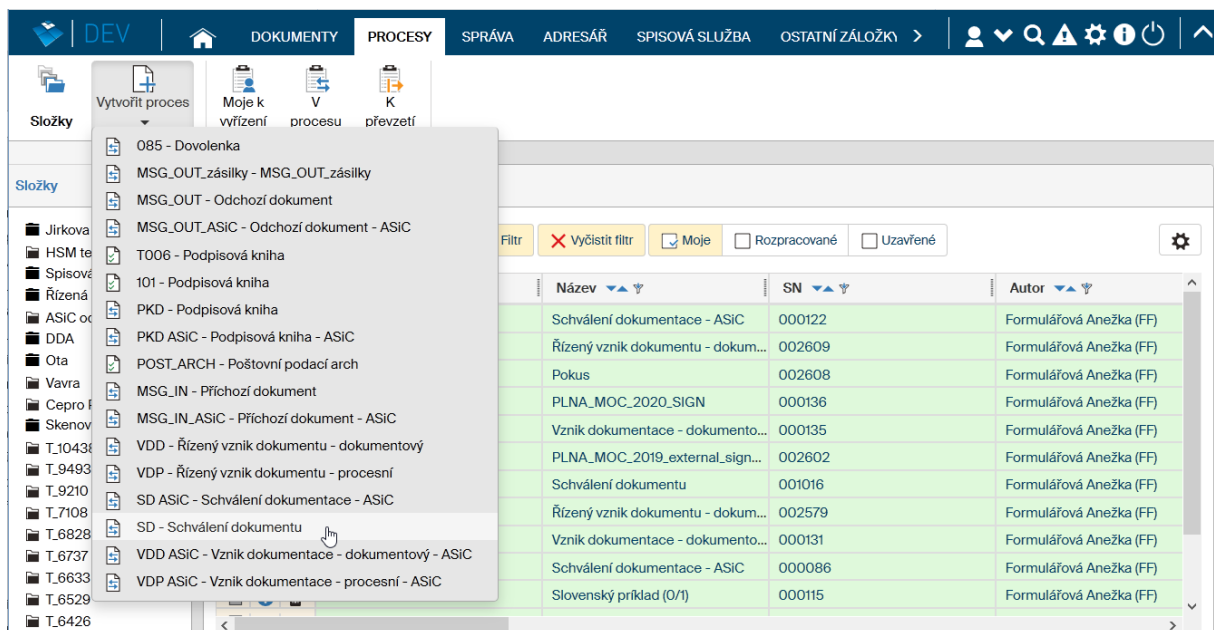 DEV
DOKUMENTY PROCESY SPRÁVA ADRESÁŘ SPISOVÁ SLUŽBA OSTATNÍ ZÁLOŽKY
Složky
Vytvořit proces
Moje k
vyřízení
V
procesu
K
převzetí
Složky
Jirkova
HSM te
Spisová
Řízená
ASiC od
DDA
Ota
Vavra
Cepro
Skenov
T_10438
T_9493
T_9210
T_7108
T_6828
T_6737
T_6633
T_6529
T_6426
085 - Dovolenka
MSG_OUT_zásilky - MSG_OUT_zásilky
MSG_OUT - Odchozí dokument
MSG_OUT_ASiC - Odchozí dokument - ASiC
T006 - Podpisová kniha
101 - Podpisová kniha
PKD - Podpisová kniha
PKD ASiC - Podpisová kniha - ASiC
POST_ARCH - Poštovní podací arch
MSG_IN - Příchozí dokument
MSG_IN_ASiC - Příchozí dokument - ASiC
VDD - Řízený vznik dokumentu - dokumentový
VDP - Řízený vznik dokumentu - procesní
SD ASiC - Schválení dokumentace - ASiC
SD - Schválení dokumentu
VDD ASiC - Vznik dokumentace - dokumentový - ASiC
VDP ASiC - Vznik dokumentace - procesní - ASiC
Filtr Vyčistit filtr Moje Rozpracované Uzavřené
Název SN Autor
Schválení dokumentace - ASiC 000122 Formulářová Anežka (FF)
Řízený vznik dokumentu - dokum... 002609 Formulářová Anežka (FF)
Pokus 002608 Formulářová Anežka (FF)
PLNA_MOC_2020_SIGN 000136 Formulářová Anežka (FF)
Vznik dokumentace - dokumento... 000135 Formulářová Anežka (FF)
PLNA_MOC_2019_external_sign... 002602 Formulářová Anežka (FF)
Schválení dokumentu 001016 Formulářová Anežka (FF)
Řízený vznik dokumentu - dokum... 002579 Formulářová Anežka (FF)
Vznik dokumentace - dokumento... 000131 Formulářová Anežka (FF)
Schválení dokumentace - ASiC 000086 Formulářová Anežka (FF)
Slovenský príklad (0/1) 000115 Formulářová Anežka (FF)